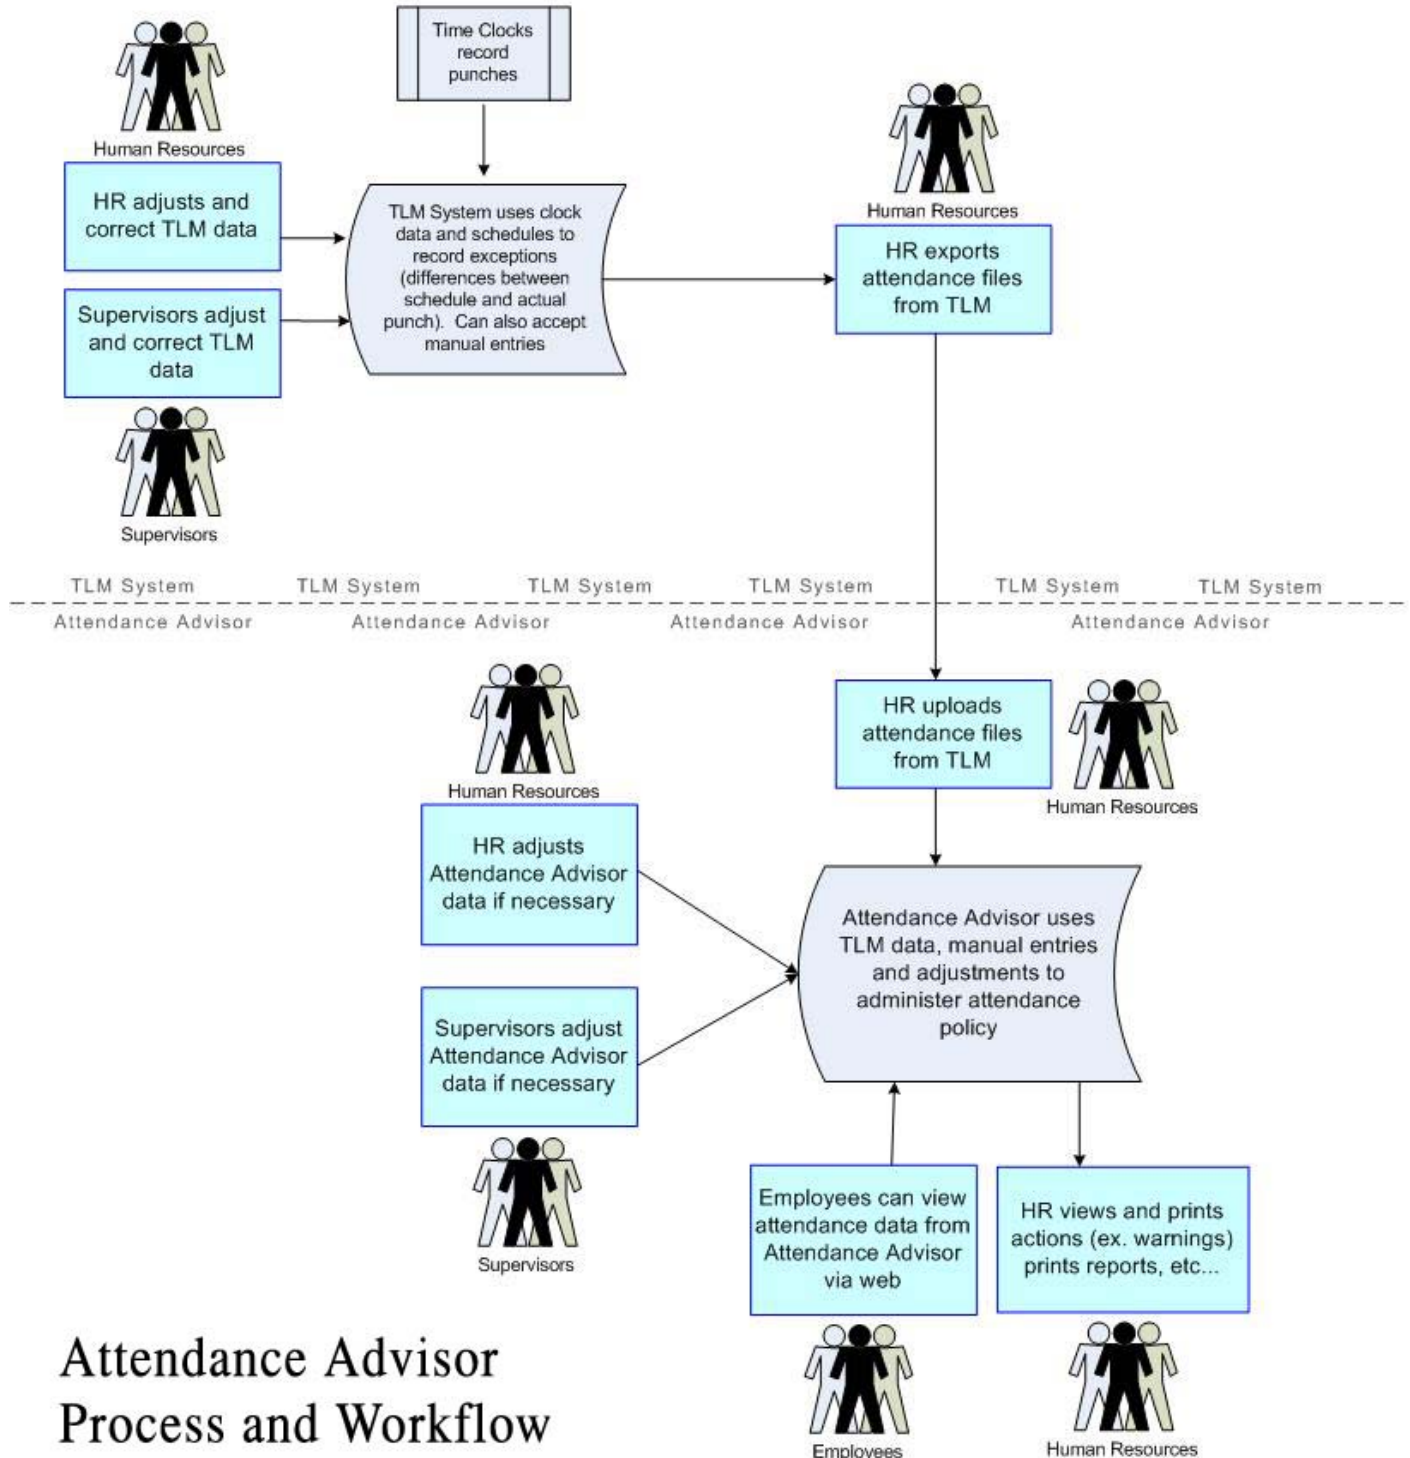 Time Clocks
record
punches
Human Resources
HR adjusts and
correct TLM data
Supervisors adjust
and correct TLM
data
Supervisors
TLM System uses clock
data and schedules to
record exceptions
(differences between
schedule and actual
punch).  Can also accept
manual entries
Human Resources
HR exports
attendance files
from TLM
TLM System TLM System TLM System TLM System TLM System TLM System
Attendance Advisor Attendance Advisor Attendance Advisor Attendance Advisor
HR uploads
attendance files
from TLM
Human Resources
Human Resources
HR adjusts
Attendance Advisor
data if necessary
Supervisors adjust
Attendance Advisor
data if necessary
Supervisors
Attendance Advisor uses
TLM data, manual entries
and adjustments to
administer attendance
policy
Employees can view
attendance data from
Attendance Advisor
via web
Employees
HR views and prints
actions (ex. warnings)
prints reports, etc...
Human Resources
Attendance Advisor
Process and Workflow